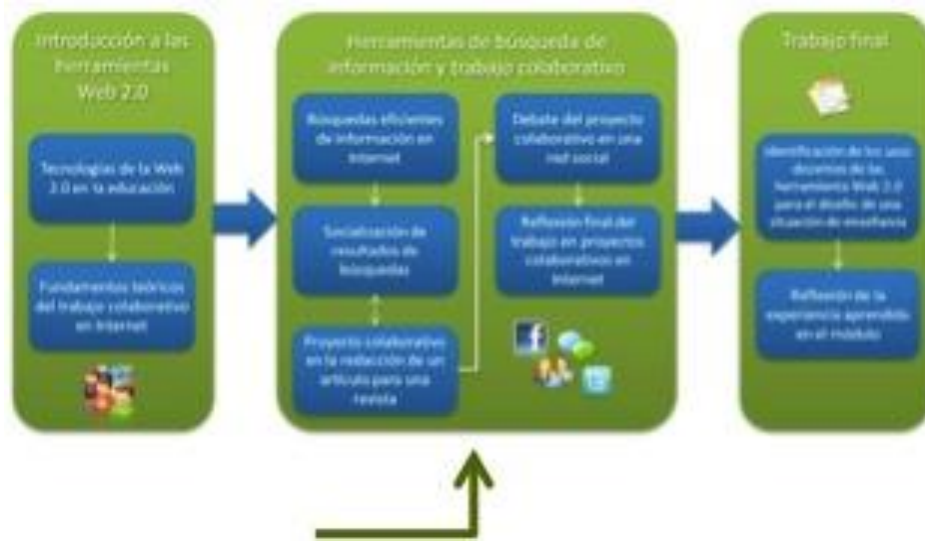 Introducción a las
herramientas
Web 2.0
Tecnologías de la Web
2.0 en la educación
Fundamentos teóricos
del trabajo colaborativo
en Internet
Herramientas de búsqueda de
información y trabajo colaborativo
Búsquedas eficientes
de información en
Internet
Socialización de
resultados de
búsquedas
Proyecto colaborativo
en la redacción de un
artículo para una
revista
Debate del proyecto
colaborativo en una
red social
Reflexión final del
trabajo en proyectos
colaborativos en
Internet
Trabajo final
Identificación de los usos
docentes de las
herramienta Web 2.0
para el diseño de una
situación de enseñanza
Reflexión de la
experiencia aprendida
en el módulo